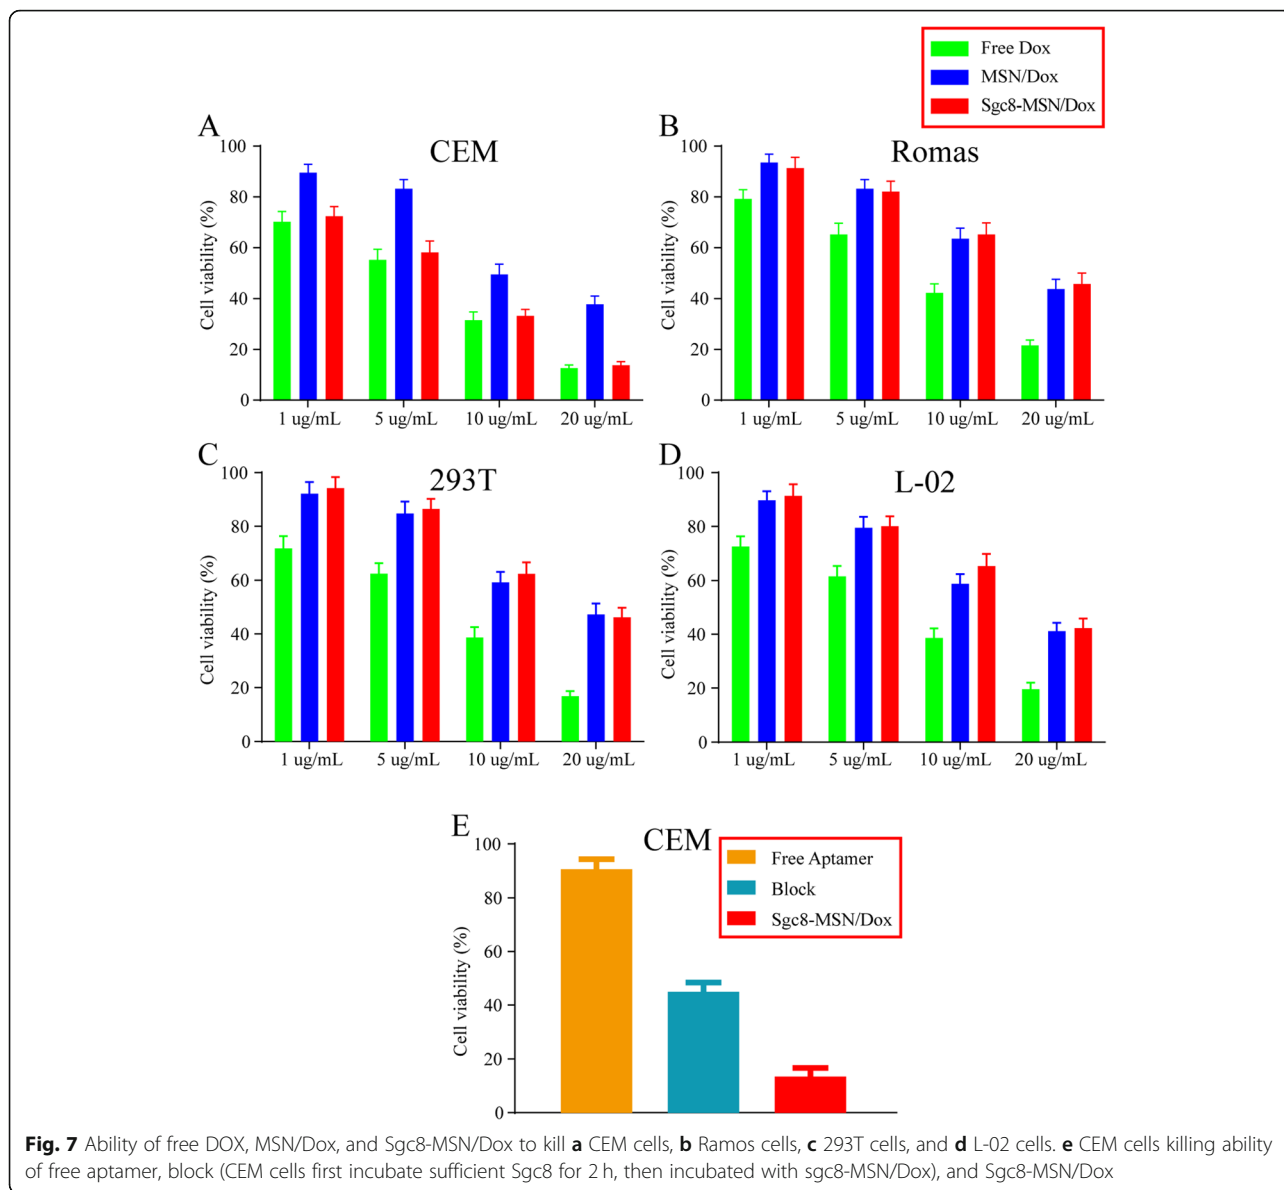 Free Dox
MSN/Dox
Sgc8-MSN/Dox
A
CEM
Cell viability (%)
100
80
60
40
20
0
1 ug/mL
5 ug/mL
10 ug/mL
20 ug/mL
B
Romas
Cell viability (%)
100
80
60
40
20
0
1 ug/mL
5 ug/mL
10 ug/mL
20 ug/mL
C
293T
Cell viability (%)
100
80
60
40
20
0
1 ug/mL
5 ug/mL
10 ug/mL
20 ug/mL
D
L-02
Cell viability (%)
100
80
60
40
20
0
1 ug/mL
5 ug/mL
10 ug/mL
20 ug/mL
E
CEM
Cell viability (%)
100
80
60
40
20
0
Free Aptamer
Block
Sgc8-MSN/Dox
Fig. 7 Ability of free DOX, MSN/Dox, and Sgc8-MSN/Dox to kill a CEM cells, b Ramos cells, c 293T cells, and d L-02 cells. e CEM cells killing ability
of free aptamer, block (CEM cells first incubate sufficient Sgc8 for 2 h, then incubated with sgc8-MSN/Dox), and Sgc8-MSN/Dox